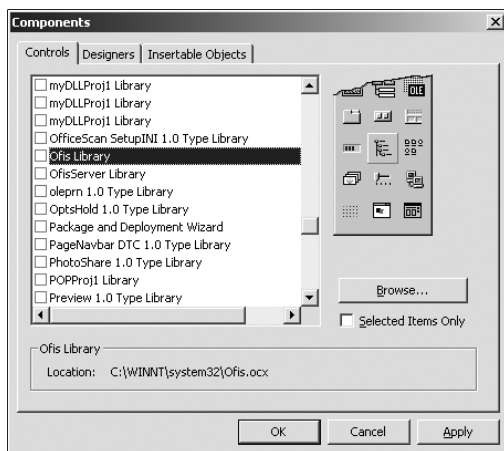 Components
Controls Designers Insertable Objects
myDLLProj1 Library
myDLLProj1 Library
myDLLProj1 Library
OfficeScan SetupINI 1.0 Type Library
Ofis Library
OfisServer Library
oleprn 1.0 Type Library
OptsHold 1.0 Type Library
Package and Deployment Wizard
PageNavbar DTC 1.0 Type Library
PhotoShare 1.0 Type Library
POPProj1 Library
Preview 1.0 Type Library
OLE
Browse...
Selected Items Only
Ofis Library
Location: C:\WINNT\system32\Ofis.ocx
OK Cancel Apply